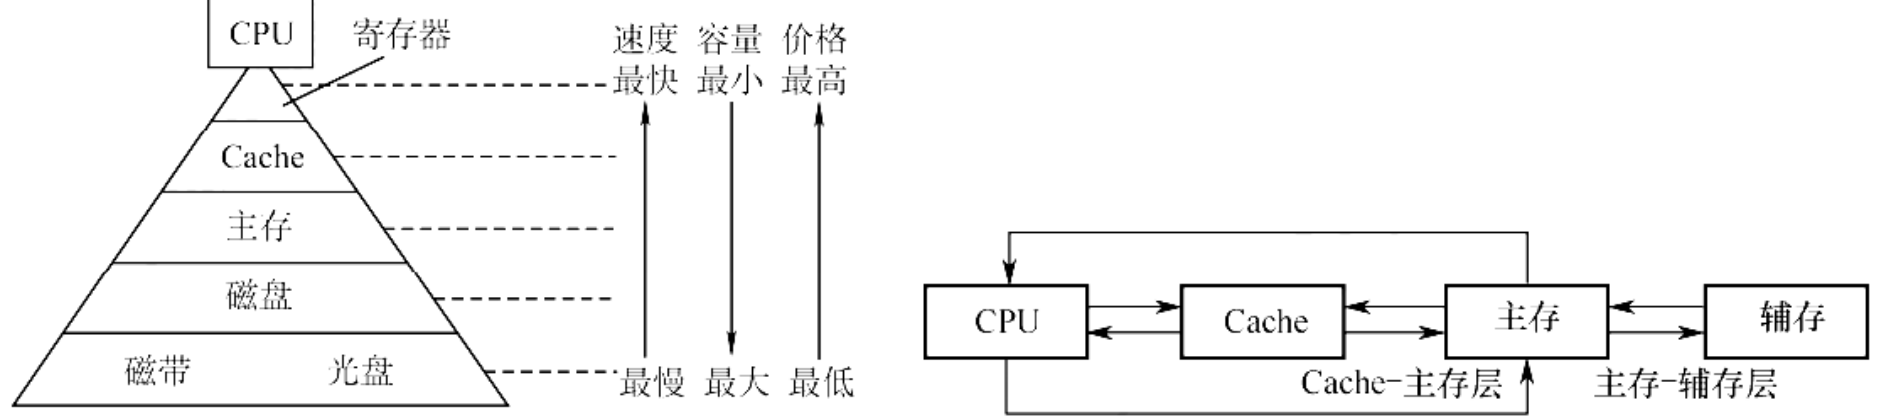 CPU
寄存器
速度 容量 价格
最快 最小 最高
Cache
主存
磁盘
磁带 光盘
最慢 最大 最低
CPU
Cache
主存
辅存
Cache-主存层
主存-辅存层